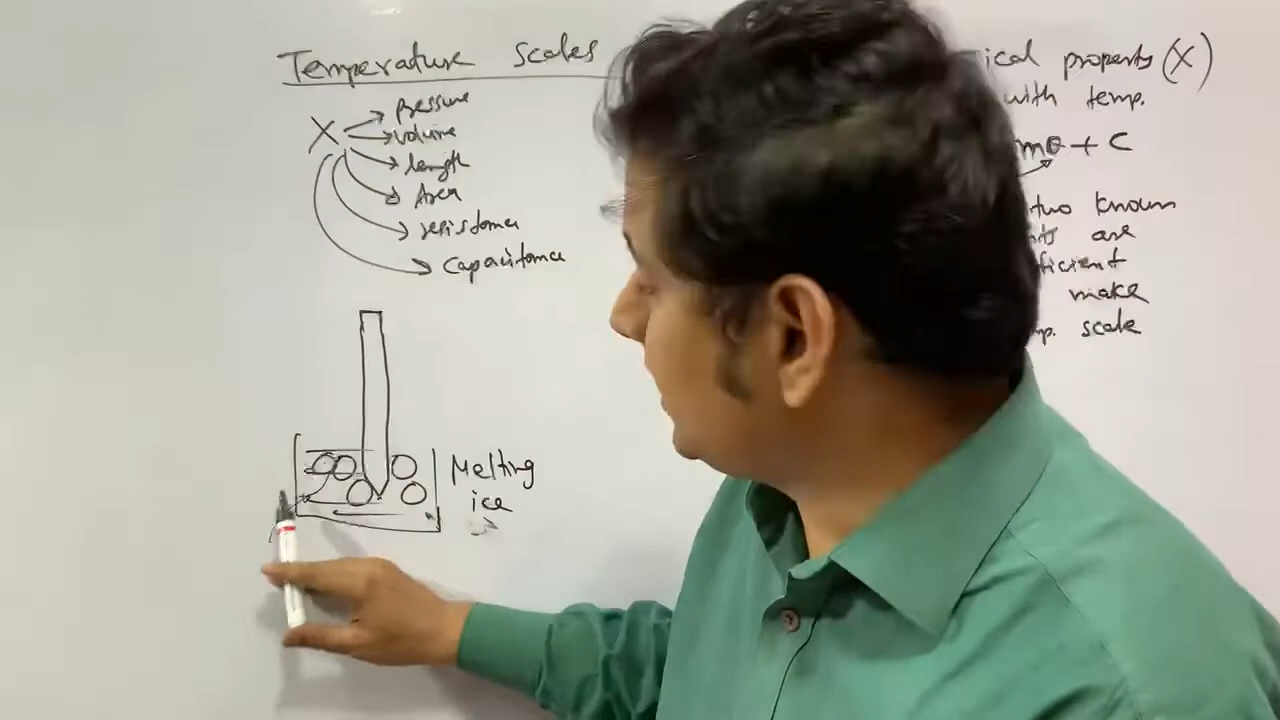 Temperature Scales
X
pressure
volume
length
Area
resistance
Capacitance
Melting
ice
ical property (X)
with temp.
mθ + C
two known
ts are
ficient
make
mp. scale